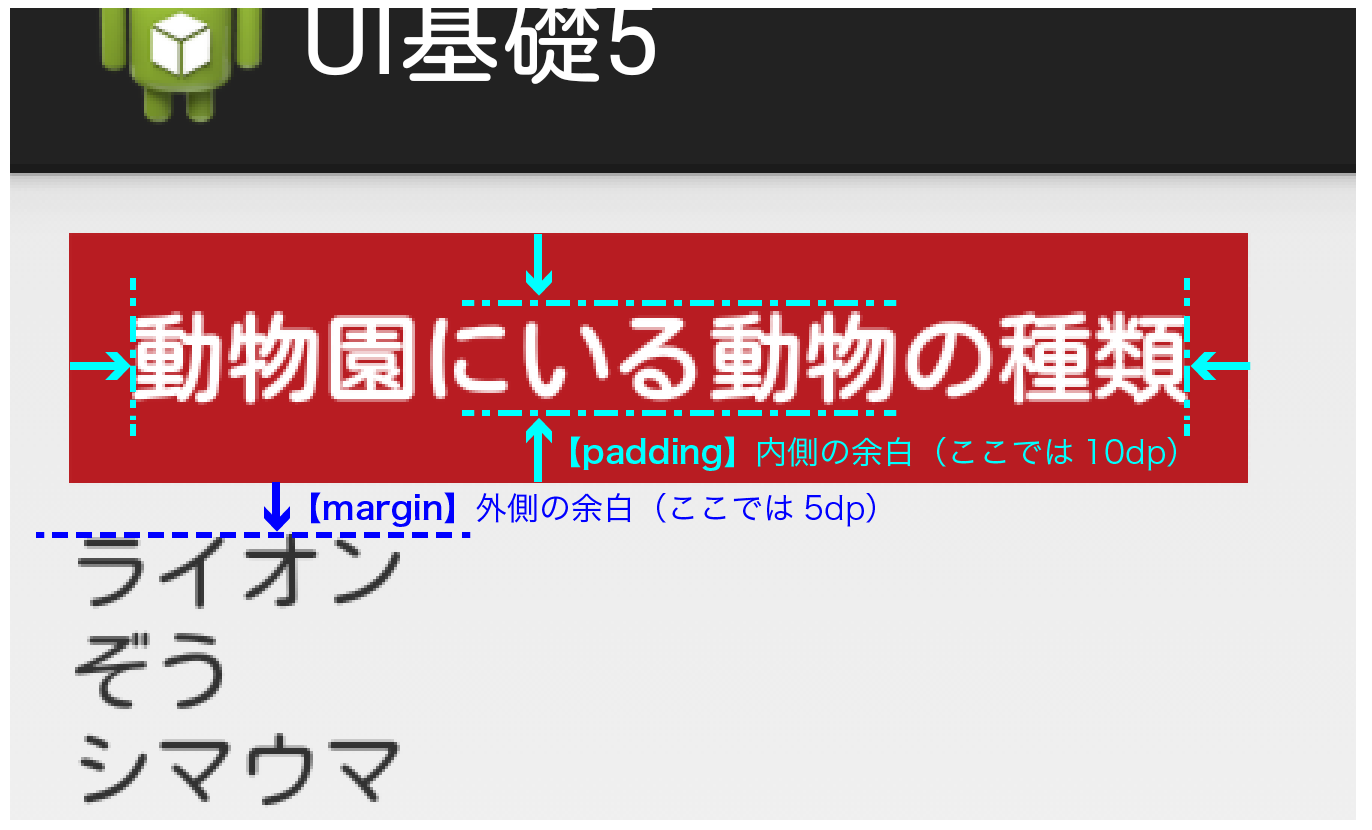 UI基礎5
動物園にいる動物の種類
【padding】内側の余白（ここでは 10dp）
【margin】外側の余白（ここでは 5dp）
ライオン
ぞう
シマウマ